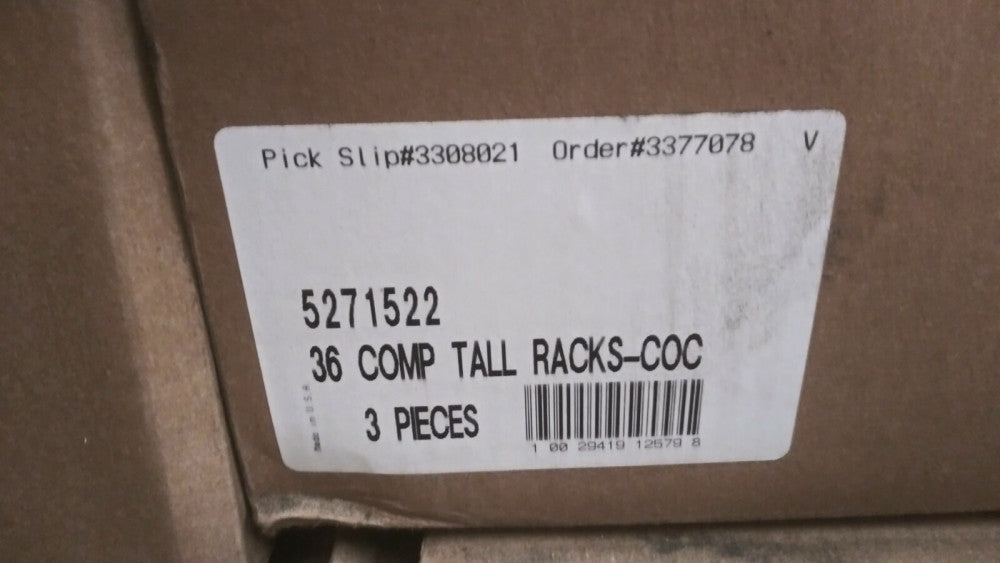 Pick Slip#3308021 Order#3377078 V
5271522
36 COMP TALL RACKS-COC
3 PIECES
Made in U.S.A
1 00 29419 12579 8